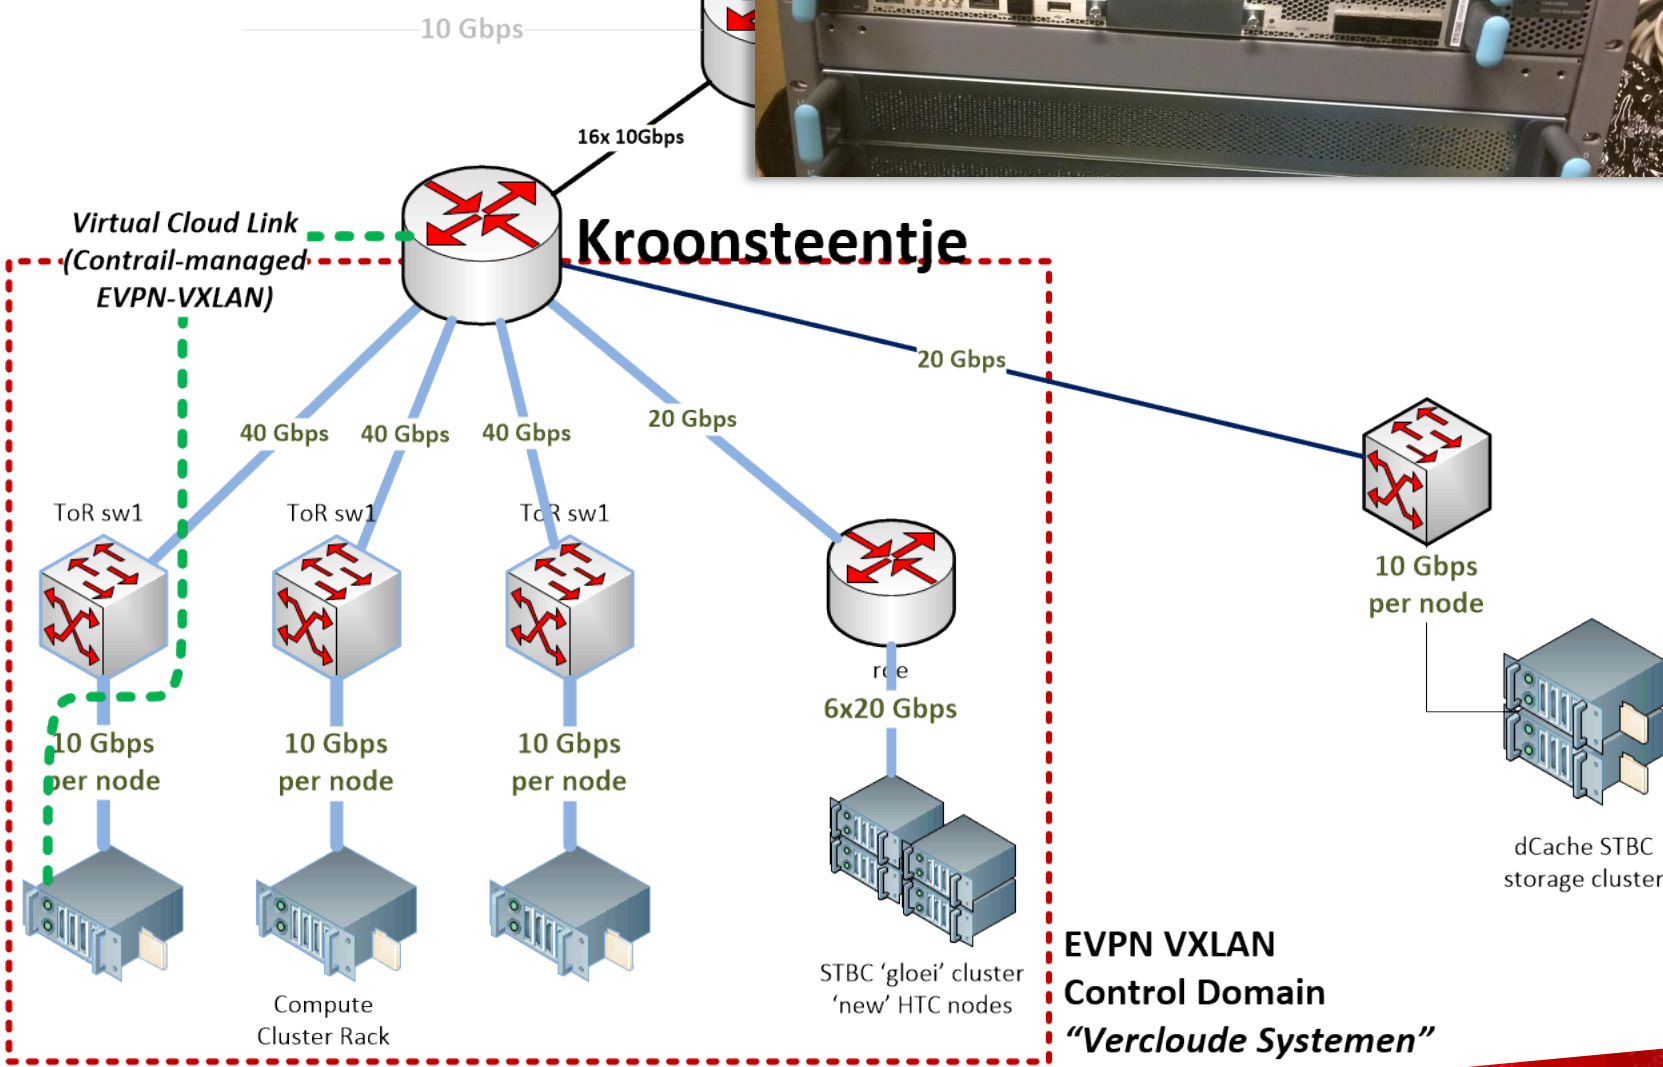 10 Gbps
16x 10Gbps
Virtual Cloud Link
(Contrail-managed
EVPN-VXLAN)
Kroonsteentje
20 Gbps
40 Gbps
40 Gbps
40 Gbps
20 Gbps
ToR sw1
ToR sw1
ToR sw1
10 Gbps
per node
6x20 Gbps
10 Gbps
per node
10 Gbps
per node
10 Gbps
per node
dCache STBC
storage cluster
STBC ‘gloei’ cluster
‘new’ HTC nodes
Compute
Cluster Rack
EVPN VXLAN
Control Domain
“Vercloude Systemen”